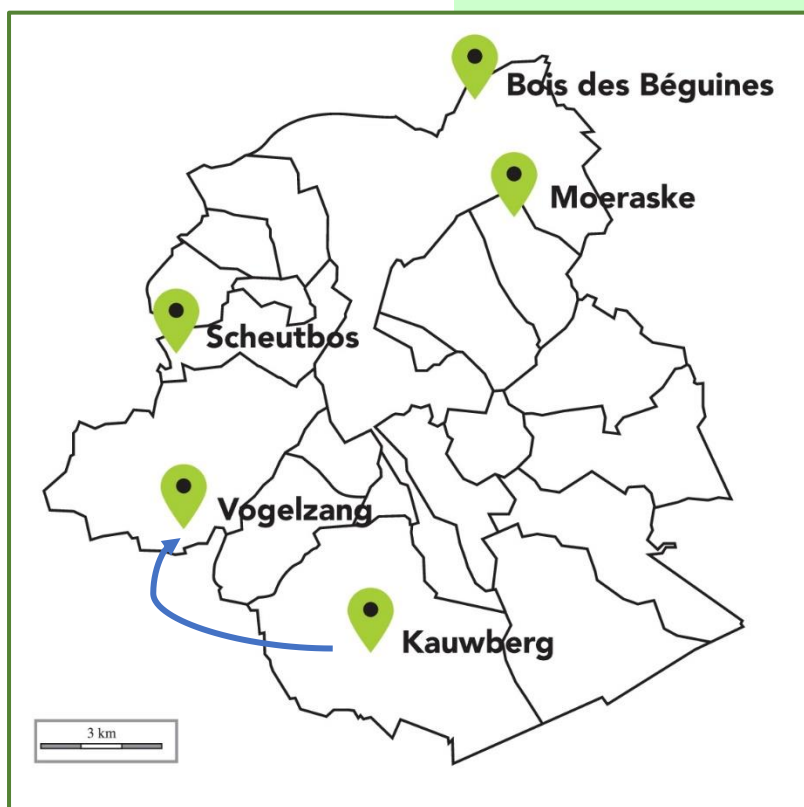 Bois des Béguines
Moeraske
Scheutbos
Vogelzang
Kauwberg
3 km